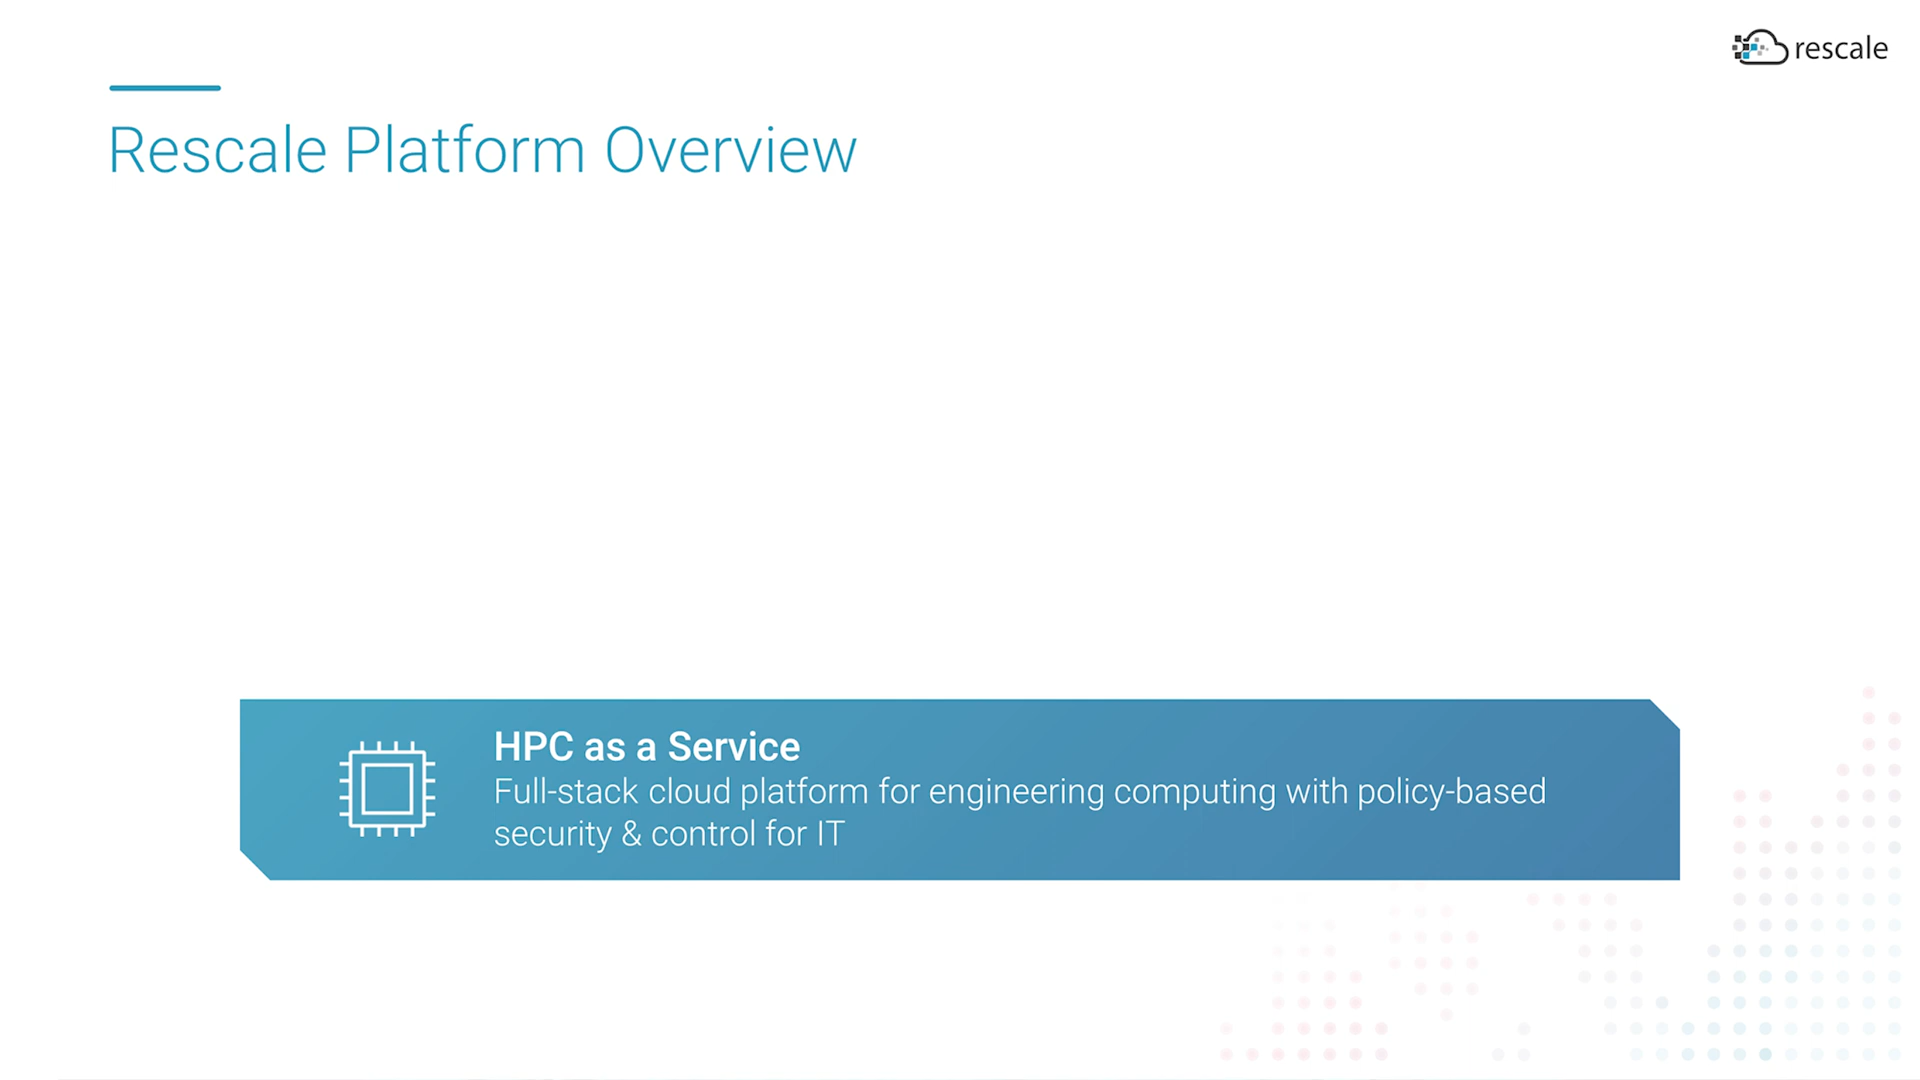 rescale
Rescale Platform Overview
HPC as a Service
Full-stack cloud platform for engineering computing with policy-based
security & control for IT